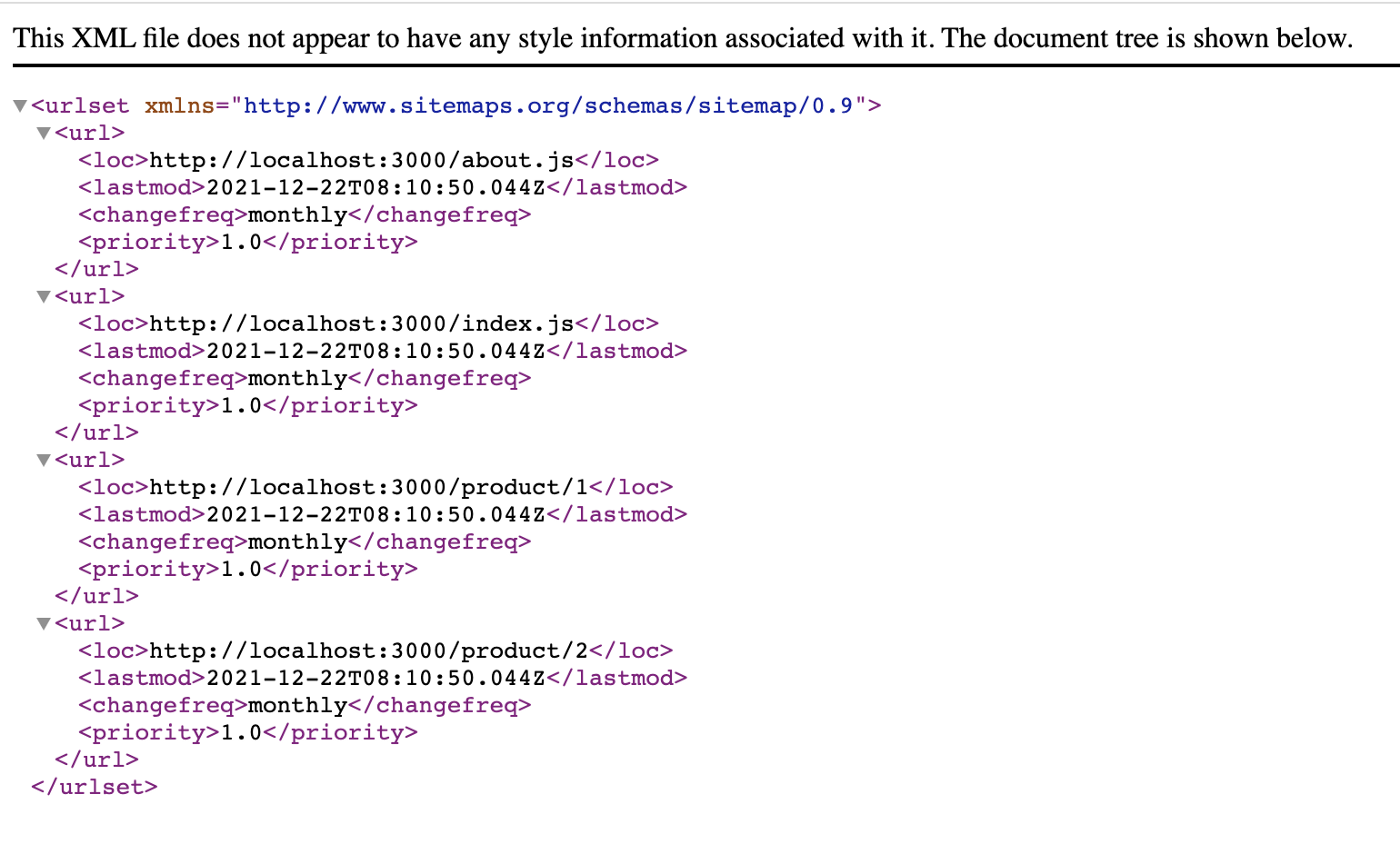 This XML file does not appear to have any style information associated with it. The document tree is shown below.
<urlset xmlns="http://www.sitemaps.org/schemas/sitemap/0.9">
<url>
<loc>http://localhost:3000/about.js</loc>
<lastmod>2021-12-22T08:10:50.044Z</lastmod>
<changefreq>monthly</changefreq>
<priority>1.0</priority>
</url>
<url>
<loc>http://localhost:3000/index.js</loc>
<lastmod>2021-12-22T08:10:50.044Z</lastmod>
<changefreq>monthly</changefreq>
<priority>1.0</priority>
</url>
<url>
<loc>http://localhost:3000/product/1</loc>
<lastmod>2021-12-22T08:10:50.044Z</lastmod>
<changefreq>monthly</changefreq>
<priority>1.0</priority>
</url>
<url>
<loc>http://localhost:3000/product/2</loc>
<lastmod>2021-12-22T08:10:50.044Z</lastmod>
<changefreq>monthly</changefreq>
<priority>1.0</priority>
</url>
</urlset>